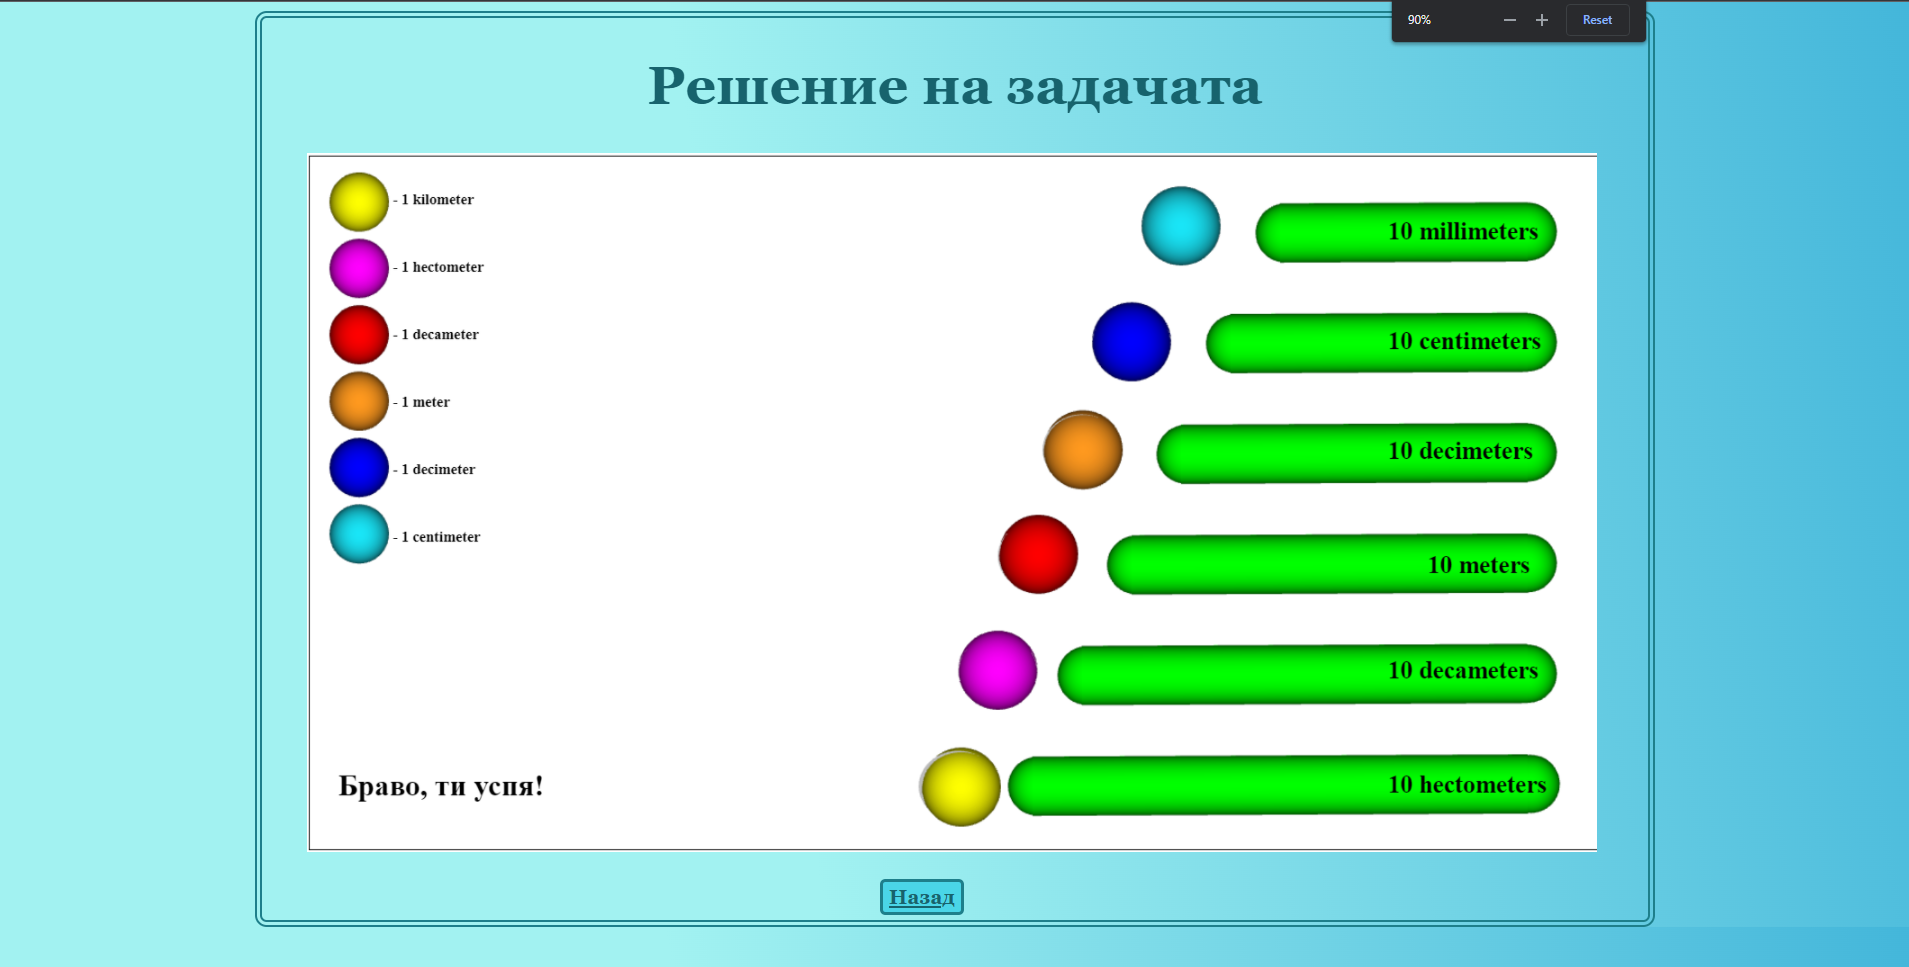 90%
Reset
Решение на задачата
- 1 kilometer
- 1 hectometer
- 1 decameter
- 1 meter
- 1 decimeter
- 1 centimeter
10 millimeters
10 centimeters
10 decimeters
10 meters
10 decameters
10 hectometers
Браво, ти успя!
Назад